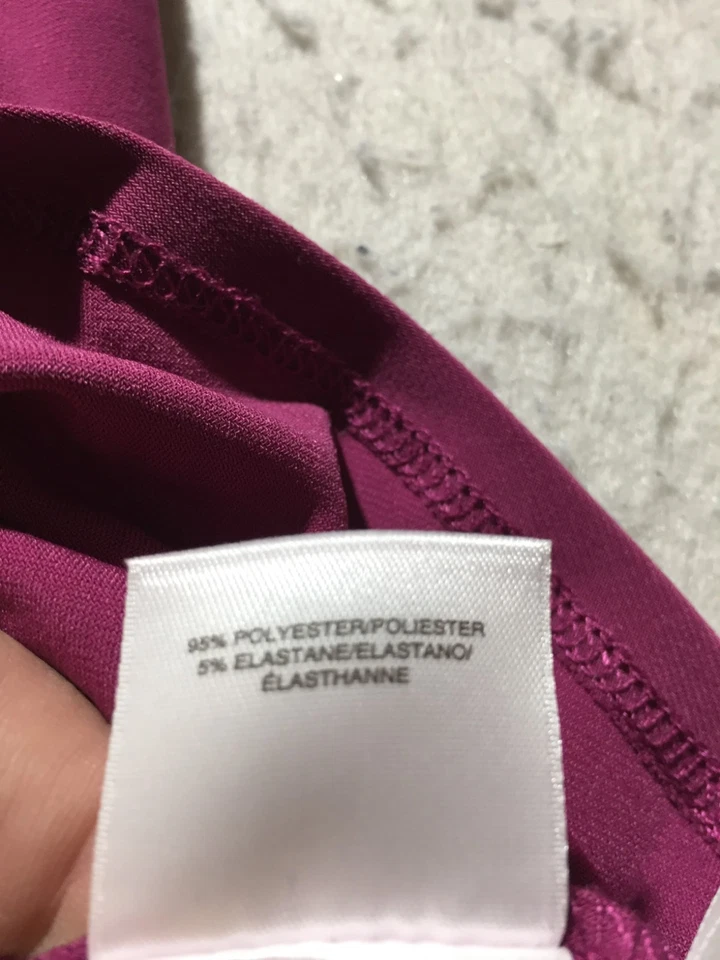 95% POLYESTER/POLIESTER
5% ELASTANE/ELASTANO/
ÉLASTHANNE